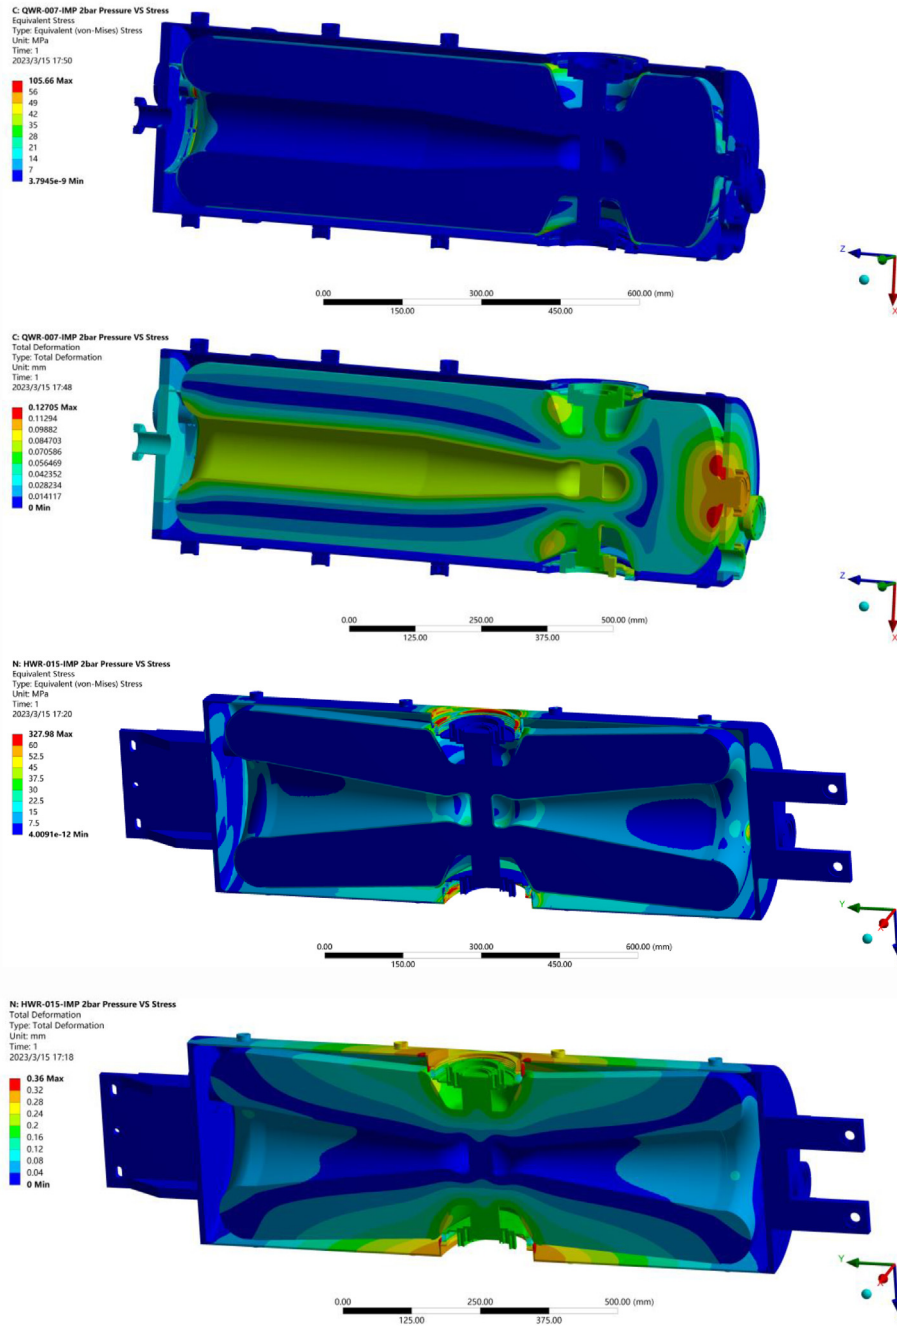 C: QWR-007-IMP 2bar Pressure VS Stress
Equivalent Stress
Type: Equivalent (von-Mises) Stress
Unit: MPa
Time: 1
2023/3/15 17:50
105.66 Max
56
49
42
35
28
21
14
7
3.7945e-9 Min
Z
X
0.00 300.00 600.00 (mm)
150.00 450.00
C: QWR-007-IMP 2bar Pressure VS Stress
Total Deformation
Type: Total Deformation
Unit: mm
Time: 1
2023/3/15 17:48
0.12705 Max
0.11294
0.09882
0.084703
0.070586
0.056469
0.042352
0.028234
0.014117
0 Min
Z
X
0.00 250.00 500.00 (mm)
125.00 375.00
N: HWR-015-IMP 2bar Pressure VS Stress
Equivalent Stress
Type: Equivalent (von-Mises) Stress
Unit: MPa
Time: 1
2023/3/15 17:20
327.98 Max
60
52.5
45
37.5
30
22.5
15
7.5
4.0091e-12 Min
Y
X
0.00 300.00 600.00 (mm)
150.00 450.00
N: HWR-015-IMP 2bar Pressure VS Stress
Total Deformation
Type: Total Deformation
Unit: mm
Time: 1
2023/3/15 17:18
0.36 Max
0.32
0.28
0.24
0.2
0.16
0.12
0.08
0.04
0 Min
Y
X
0.00 250.00 500.00 (mm)
125.00 375.00